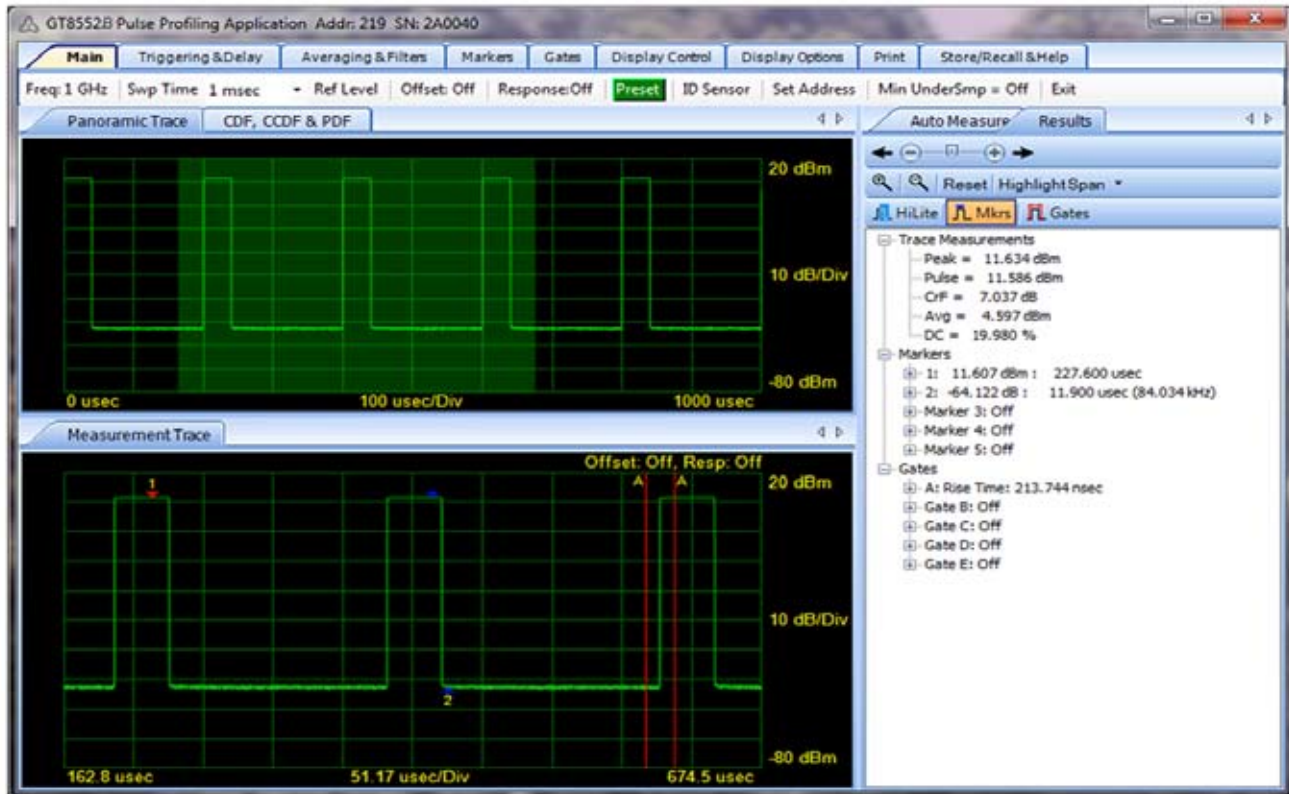 GT8552B Pulse Profiling Application Addr: 219 SN: 2A0040
Main Triggering & Delay Averaging & Filters Markers Gates Display Control Display Options Print Store/Recall & Help
Freq: 1 GHz Swp Time 1 msec Ref Level Offset: Off Response:Off Preset ID Sensor Set Address Min UnderSmp = Off Exit
Panoramic Trace CDF, CCDF & PDF
20 dBm
10 dB/Div
-80 dBm
0 usec 100 usec/Div 1000 usec
Measurement Trace
Offset: Off, Resp: Off
1 A A 20 dBm
10 dB/Div
2
-80 dBm
162.8 usec 51.17 usec/Div 674.5 usec
Auto Measure Results
Reset Highlight Span
HiLite Mkrs Gates
Trace Measurements
Peak = 11.634 dBm
Pulse = 11.586 dBm
CrF = 7.037 dB
Avg = 4.597 dBm
DC = 19.980 %
Markers
1: 11.607 dBm : 227.600 usec
2: -64.122 dB : 11.900 usec (84.034 kHz)
Marker 3: Off
Marker 4: Off
Marker 5: Off
Gates
A: Rise Time: 213.744 nsec
Gate B: Off
Gate C: Off
Gate D: Off
Gate E: Off